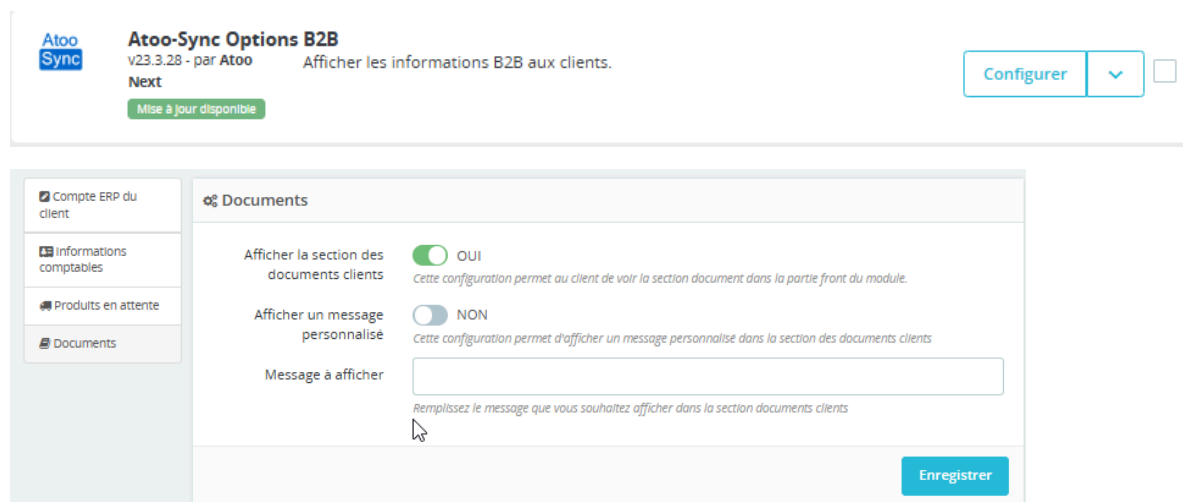 Atoo
Sync
Atoo-Sync Options B2B
v23.3.28 - par Atoo
Next
Afficher les informations B2B aux clients.
Mise à jour disponible
Configurer
Compte ERP du
client
Informations
comptables
Produits en attente
Documents
Documents
Afficher la section des
documents clients
OUI
Cette configuration permet au client de voir la section document dans la partie front du module.
Afficher un message
personnalisé
NON
Cette configuration permet d'afficher un message personnalisé dans la section des documents clients
Message à afficher
Remplissez le message que vous souhaitez afficher dans la section documents clients
Enregistrer